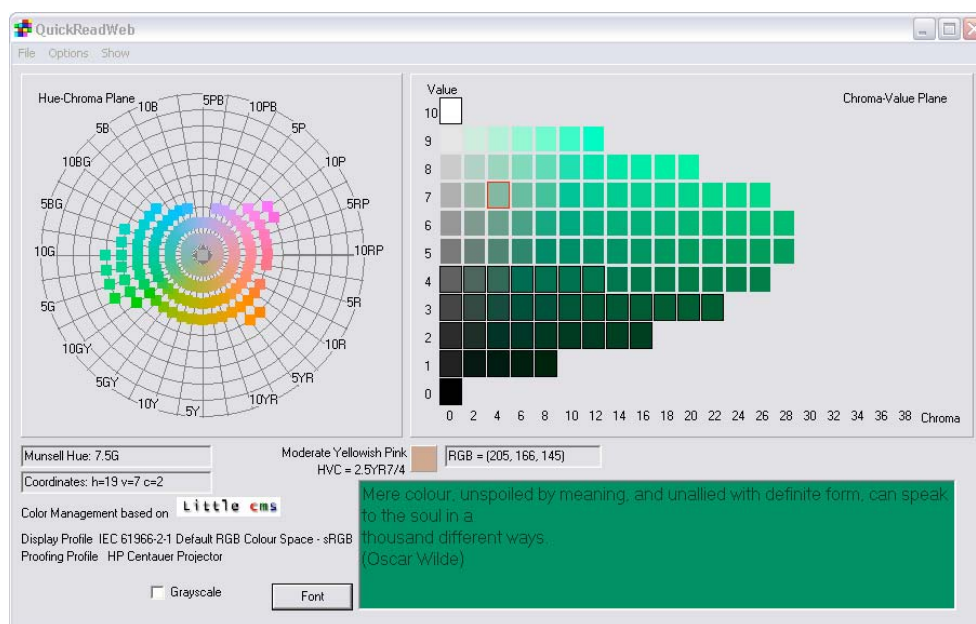 QuickReadWeb
File Options Show
Hue-Chroma Plane
10B
5PB
10PB
5B
5P
10BG
10P
5BG
5RP
10G
10RP
5G
5R
10GY
10R
5GY
5YR
10Y
5Y
10YR
Value
Chroma-Value Plane
10
9
8
7
6
5
4
3
2
1
0
0 2 4 6 8 10 12 14 16 18 20 22 24 26 28 30 32 34 36 38 Chroma
Munsell Hue: 7.5G
Coordinates: h=19 v=7 c=2
Moderate Yellowish Pink
HVC = 2.5YR7/4
RGB = (205, 166, 145)
Color Management based on Little cms
Display Profile IEC 61966-2-1 Default RGB Colour Space - sRGB
Proofing Profile HP Centauer Projector
Grayscale
Font
Mere colour, unspoiled by meaning, and unallied with definite form, can speak
to the soul in a
thousand different ways.
(Oscar Wilde)